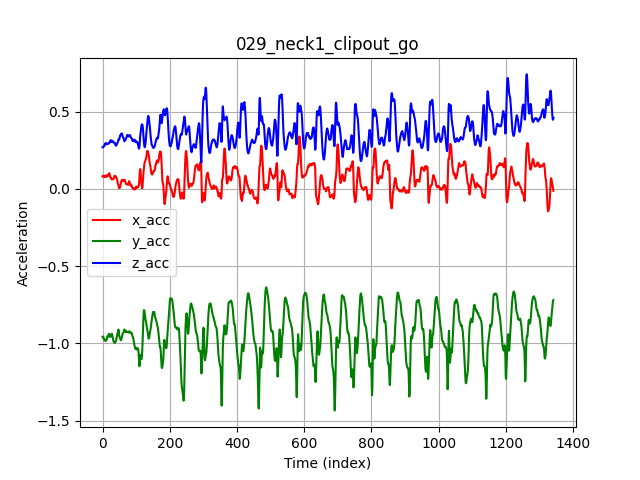 029_neck1_clipout_go
Acceleration
0.5
0.0
−0.5
−1.0
−1.5
x_acc
y_acc
z_acc
0 200 400 600 800 1000 1200 1400
Time (index)